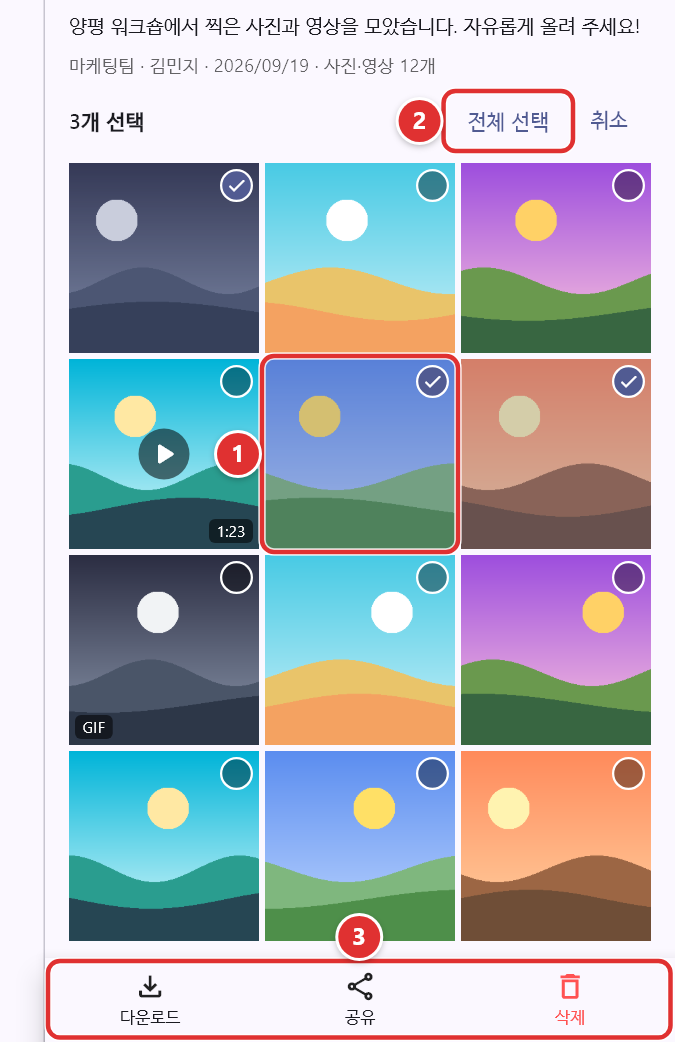 양평 워크숍에서 찍은 사진과 영상을 모았습니다. 자유롭게 올려 주세요!
마케팅팀 · 김민지 · 2026/09/19 · 사진·영상 12개
3개 선택
2
전체 선택
취소
1
1:23
GIF
3
다운로드
공유
삭제